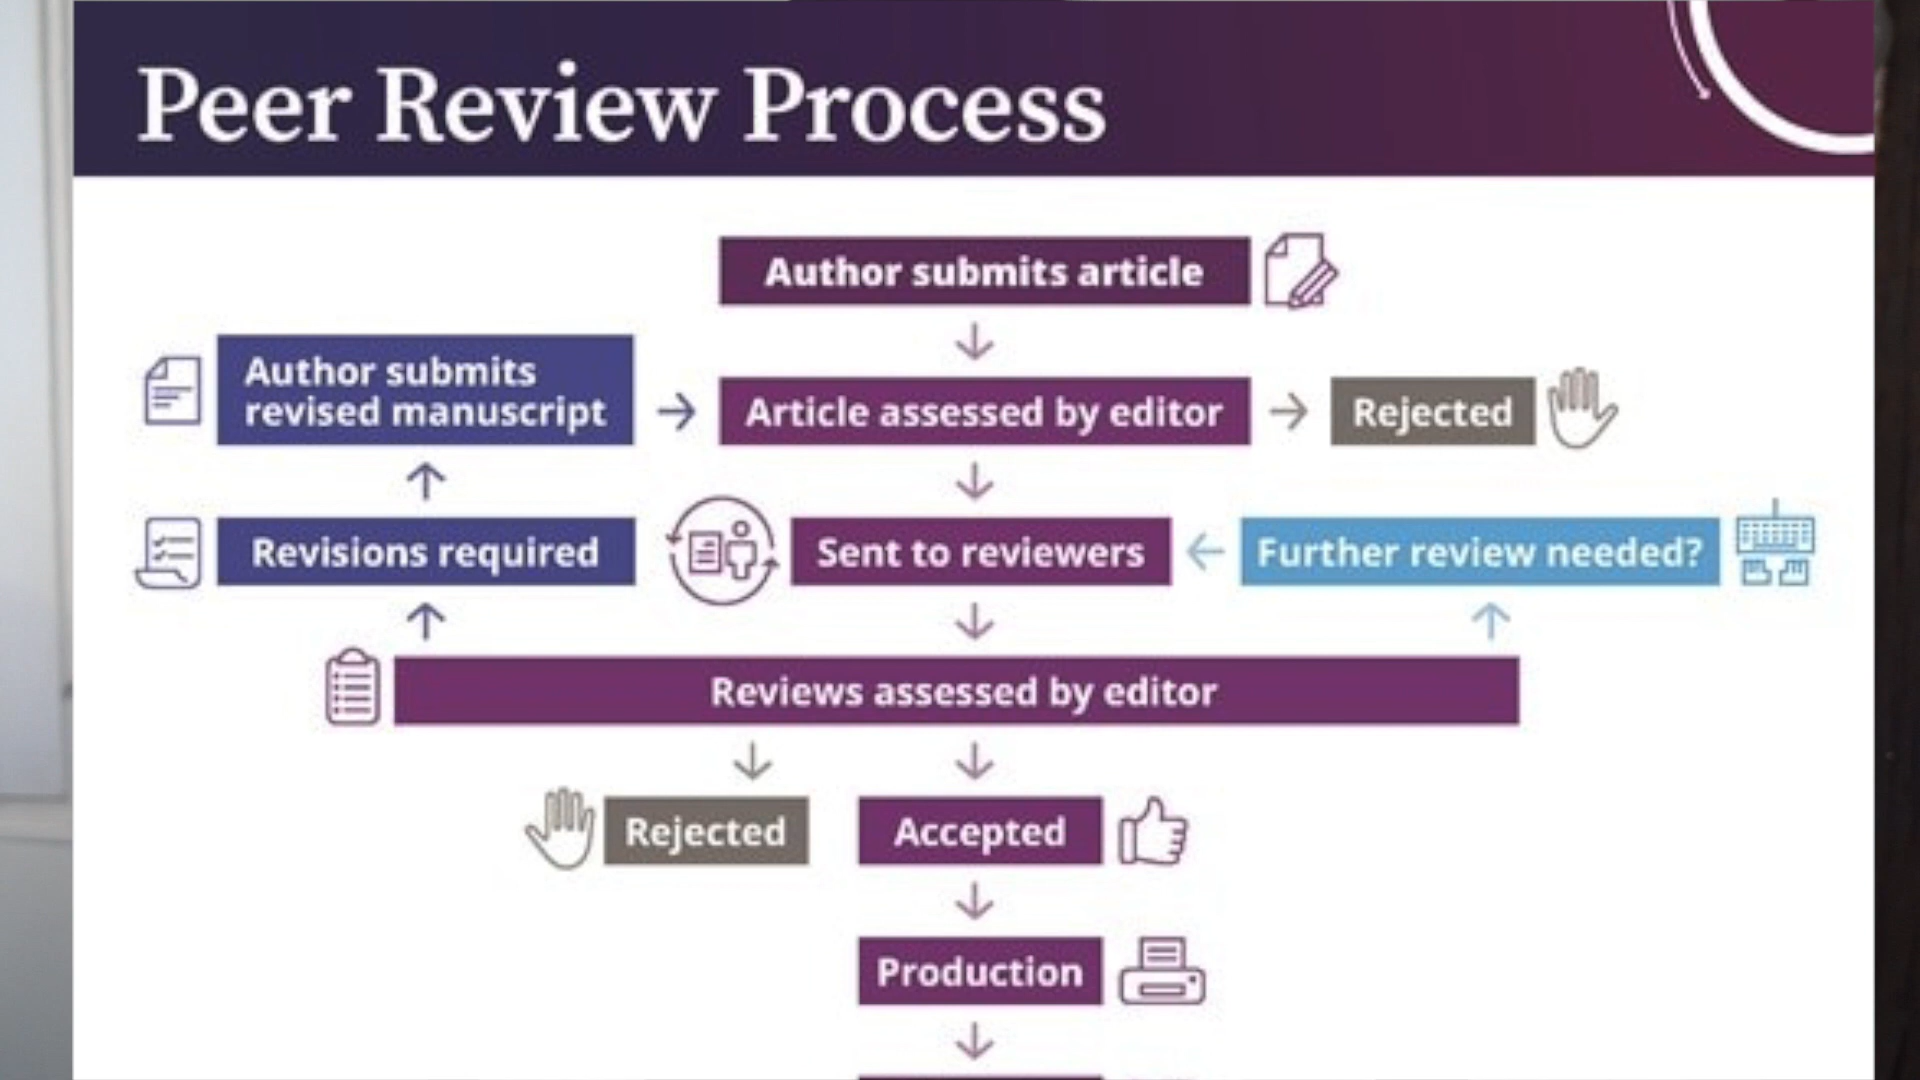 Peer Review Process
Author submits article
Author submits
revised manuscript
Article assessed by editor
Rejected
Revisions required
Sent to reviewers
Further review needed?
Reviews assessed by editor
Rejected
Accepted
Production